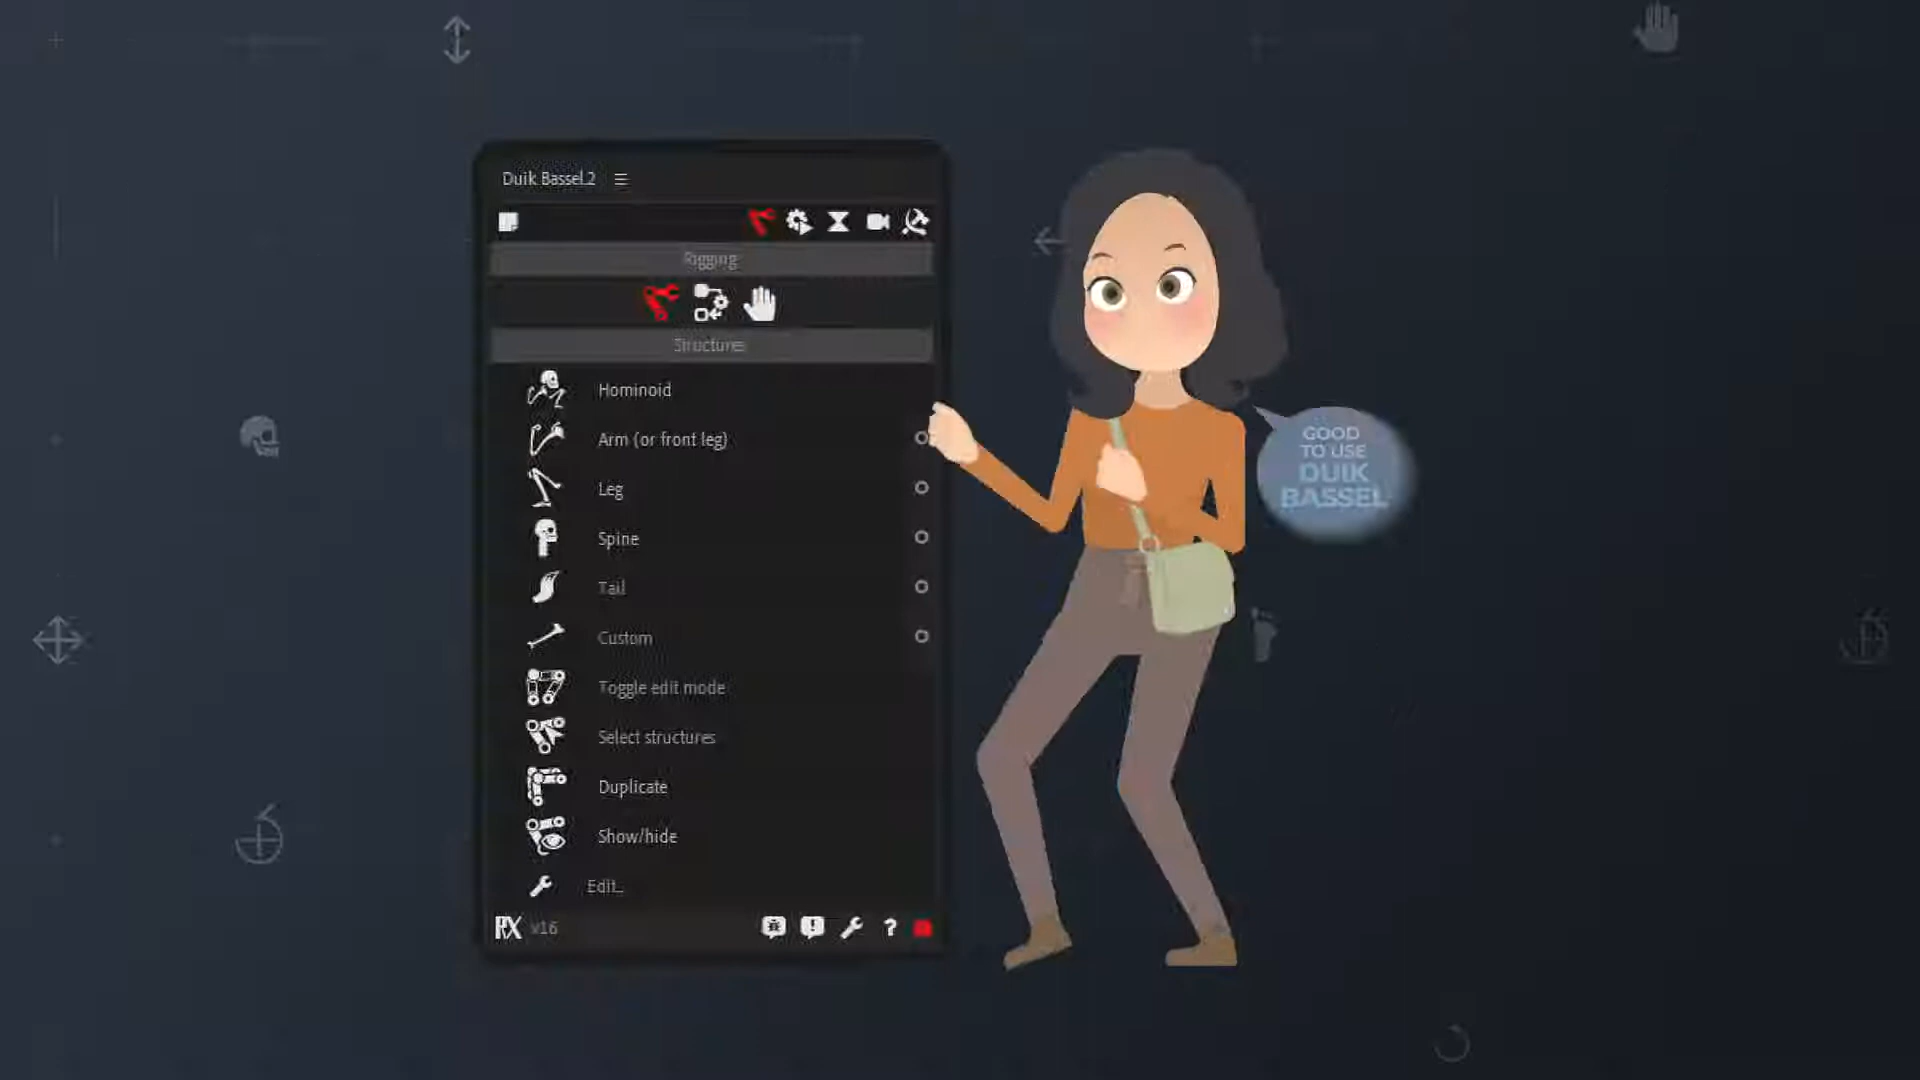 Duik Bassel.2
Rigging
Structures
Hominoid
Arm (or front leg)
Leg
Spine
Tail
Custom
Toggle edit mode
Select structures
Duplicate
Show/hide
Edit...
v16
?
GOOD
TO USE
DUIK
BASSEL